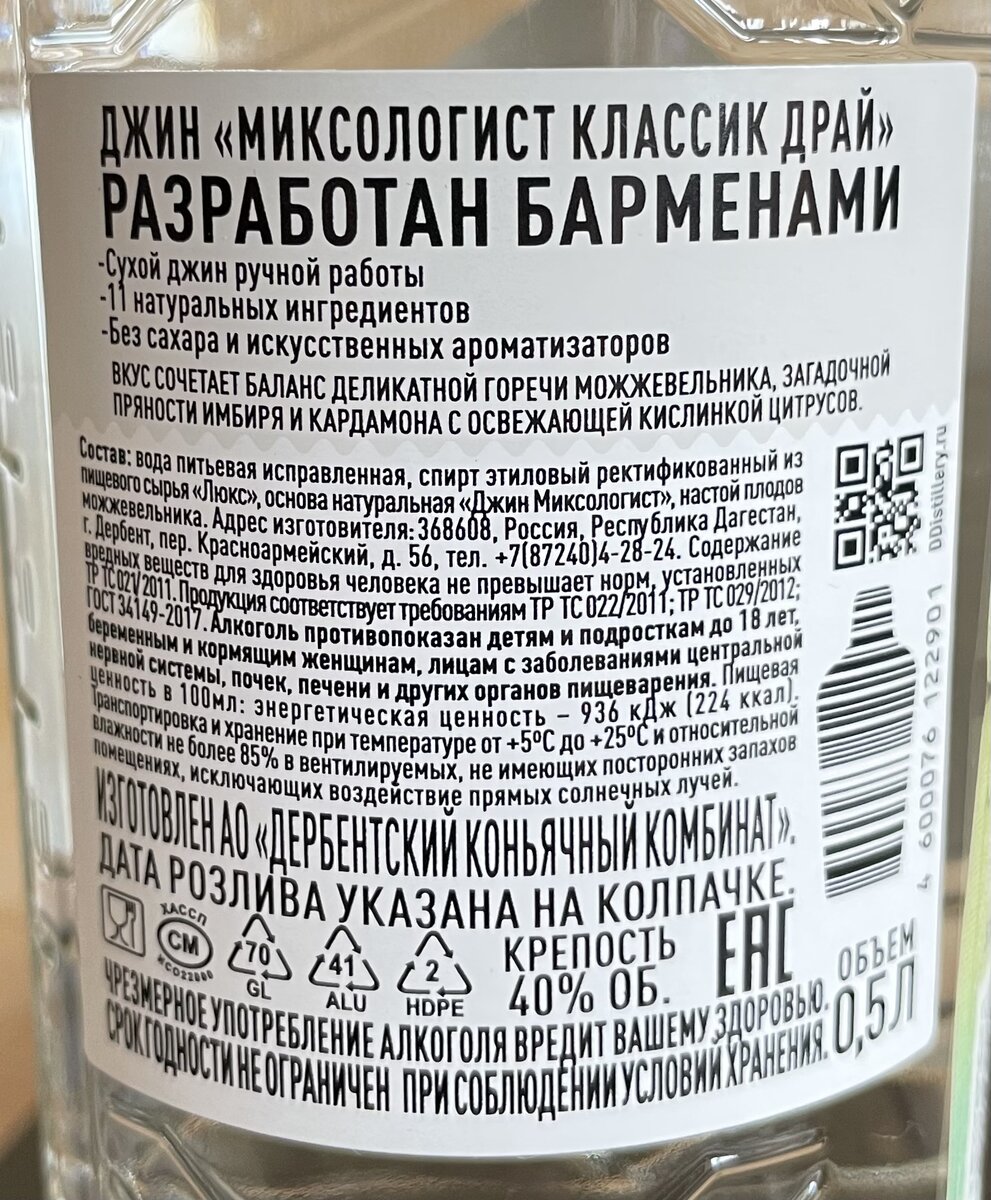 ДЖИН «МИКСОЛОГИСТ КЛАССИК ДРАЙ»
РАЗРАБОТАН БАРМЕНАМИ
-Сухой джин ручной работы
-11 натуральных ингредиентов
-Без сахара и искусственных ароматизаторов
ВКУС СОЧЕТАЕТ БАЛАНС ДЕЛИКАТНОЙ ГОРЕЧИ МОЖЖЕВЕЛЬНИКА, ЗАГАДОЧНОЙ
ПРЯНОСТИ ИМБИРЯ И КАРДАМОНА С ОСВЕЖАЮЩЕЙ КИСЛИНКОЙ ЦИТРУСОВ.
Состав: вода питьевая исправленная, спирт этиловый ректификованный из
пищевого сырья «Люкс», основа натуральная «Джин Миксологист», настой плодов
можжевельника. Адрес изготовителя: 368608, Россия, Республика Дагестан,
г. Дербент, пер. Красноармейский, д. 56, тел. +7(87240)4-28-24. Содержание
вредных веществ для здоровья человека не превышает норм, установленных
ТР ТС 021/2011. Продукция соответствует требованиям ТР ТС 022/2011; ТР ТС 029/2012;
ГОСТ 34149-2017. Алкоголь противопоказан детям и подросткам до 18 лет,
беременным и кормящим женщинам, лицам с заболеваниями центральной
нервной системы, почек, печени и других органов пищеварения. Пищевая
ценность в 100мл: энергетическая ценность – 936 кДж (224 ккал).
Транспортировка и хранение при температуре от +5ºС до +25ºС и относительной
влажности не более 85% в вентилируемых, не имеющих посторонних запахов
помещениях, исключающих воздействие прямых солнечных лучей.
ИЗГОТОВЛЕН АО «ДЕРБЕНТСКИЙ КОНЬЯЧНЫЙ КОМБИНАТ».
ДАТА РОЗЛИВА УКАЗАНА НА КОЛПАЧКЕ.
DDistillery.ru
4 600076 122901
ХАССП
СМ
70
GL
41
ALU
2
HDPE
КРЕПОСТЬ
40% ОБ.
ЕАС
ОБЪЕМ
0,5Л
ЧРЕЗМЕРНОЕ УПОТРЕБЛЕНИЕ АЛКОГОЛЯ ВРЕДИТ ВАШЕМУ ЗДОРОВЬЮ.
СРОК ГОДНОСТИ НЕ ОГРАНИЧЕН ПРИ СОБЛЮДЕНИИ УСЛОВИЙ ХРАНЕНИЯ.